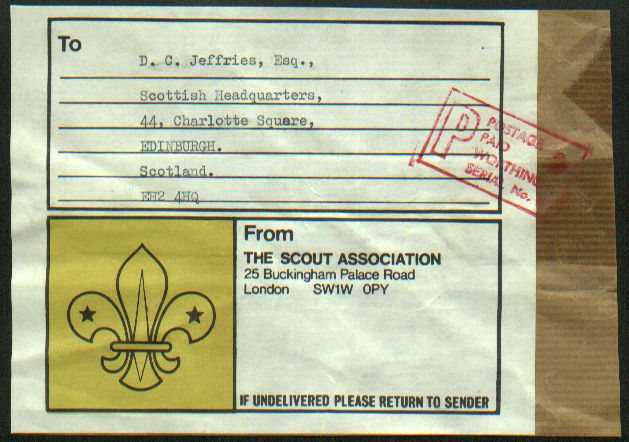 To
D. C. Jeffries, Esq.,
Scottish Headquarters,
44, Charlotte Square,
EDINBURGH.
Scotland.
EH2 4HQ
POSTAGE
PAID
WORTHING
SERIAL No.
From
THE SCOUT ASSOCIATION
25 Buckingham Palace Road
London SW1W 0PY
IF UNDELIVERED PLEASE RETURN TO SENDER